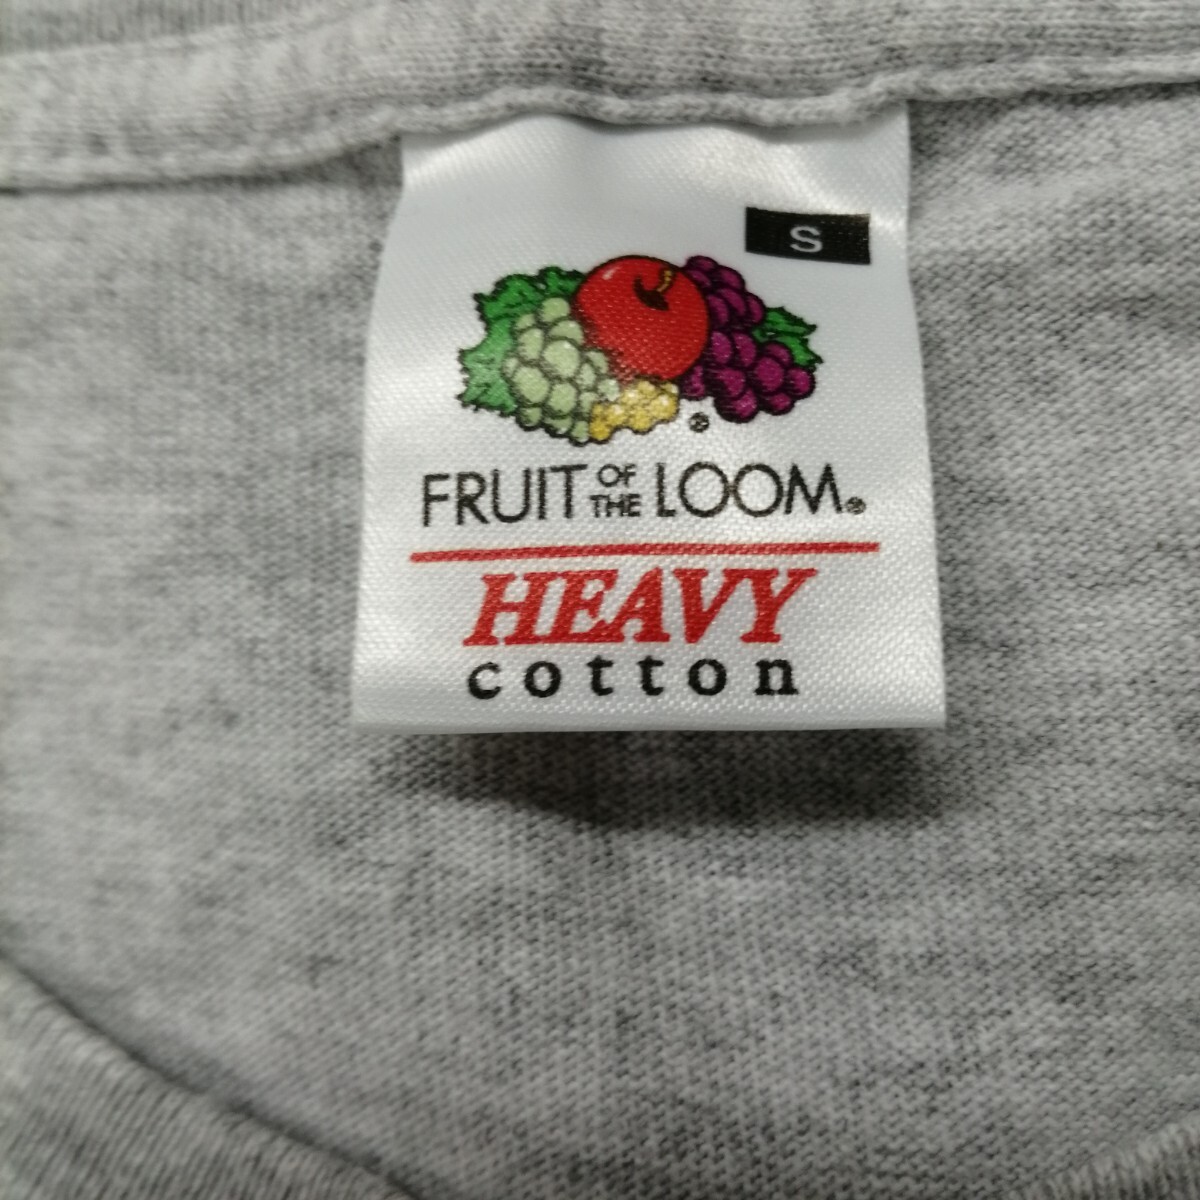 S
®
FRUIT OF THE LOOM®
HEAVY
cotton